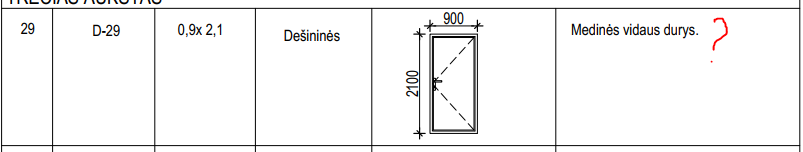 TREČIAS AUKŠTAS
29 D-29 0,9x 2,1 Dešininės 900 2100 Medinės vidaus durys. ?